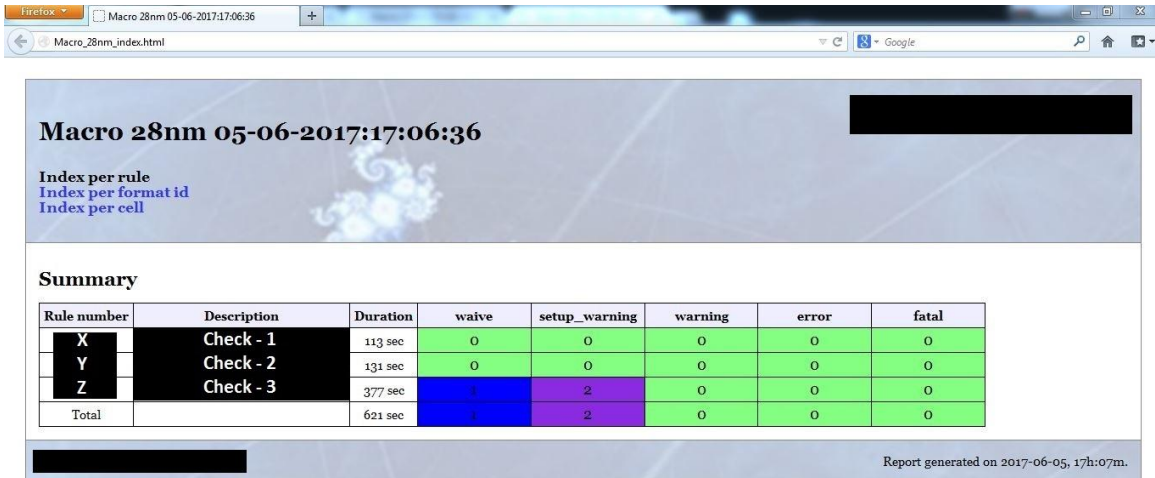 Firefox
Macro 28nm 05-06-2017:17:06:36
+
Macro_28nm_index.html
Google
Macro 28nm 05-06-2017:17:06:36
Index per rule
Index per format id
Index per cell
Summary
Rule number Description Duration waive setup_warning warning error fatal
X Check - 1 113 sec 0 0 0 0 0
Y Check - 2 131 sec 0 0 0 0 0
Z Check - 3 377 sec 2 0 0 0
Total 621 sec 2 0 0 0
Report generated on 2017-06-05, 17h:07m.